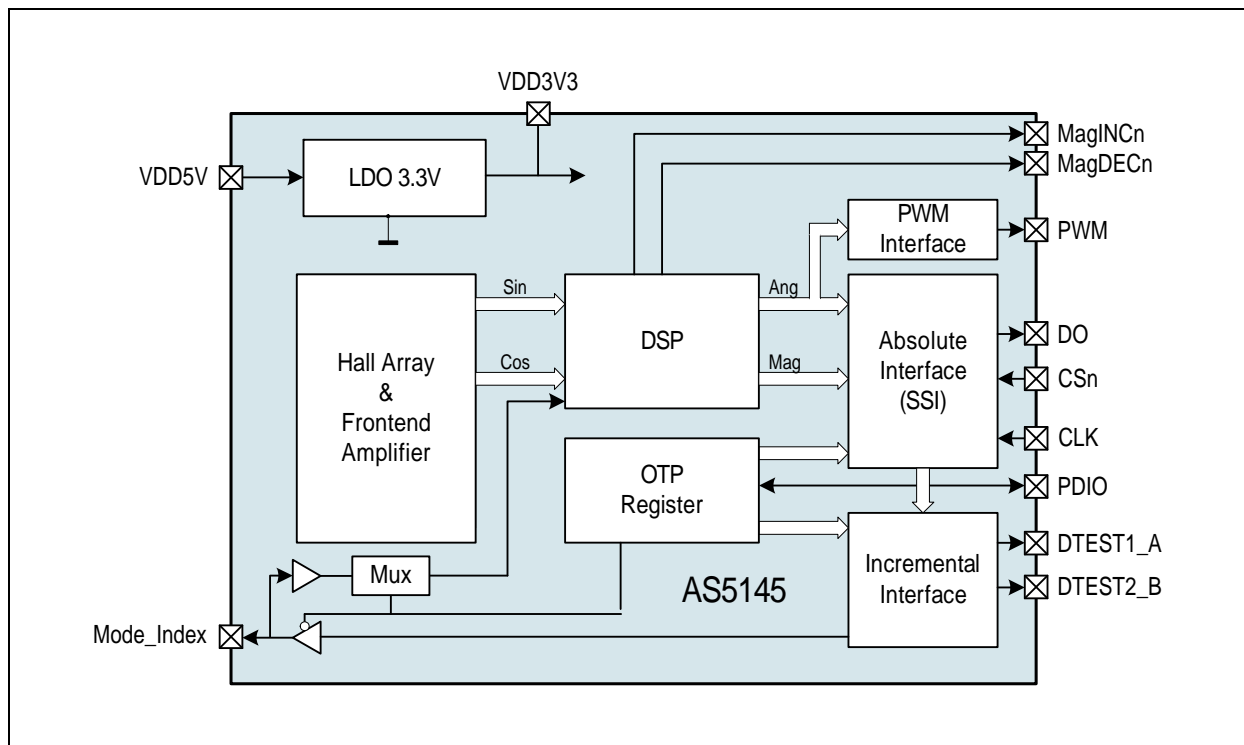 VDD3V3
MagINCn
MagDECn
VDD5V
LDO 3.3V
PWM
Interface
PWM
Sin
Ang
Hall Array
&
Frontend
Amplifier
DSP
Cos
Mag
Absolute
Interface
(SSI)
DO
CSn
CLK
OTP
Register
PDIO
DTEST1_A
DTEST2_B
Incremental
Interface
Mux
AS5145
Mode_Index